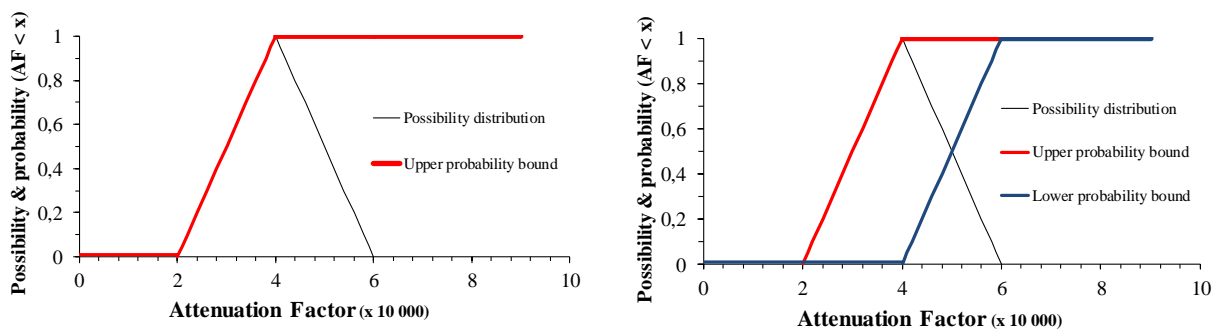 Possibility & probability (AF < x)
1
0,8
0,6
0,4
0,2
0
0 2 4 6 8 10
Possibility distribution
Upper probability bound
Attenuation Factor (x 10 000)
Possibility & probability (AF < x)
1
0,8
0,6
0,4
0,2
0
0 2 4 6 8 10
Possibility distribution
Upper probability bound
Lower probability bound
Attenuation Factor (x 10 000)